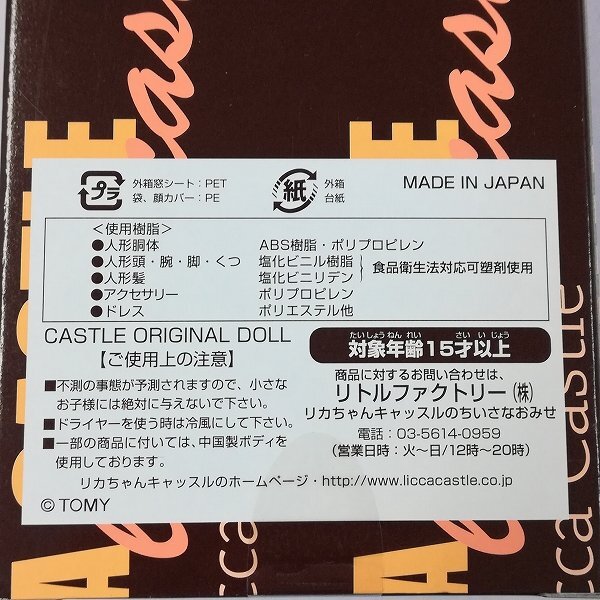 プラ
外箱窓シート：PET
袋、顔カバー：PE
紙
外箱
台紙
MADE IN JAPAN
＜使用樹脂＞
●人形胴体 ABS樹脂・ポリプロピレン
●人形頭・腕・脚・くつ 塩化ビニル樹脂
●人形髪 塩化ビニリデン
食品衛生法対応可塑剤使用
●アクセサリー ポリプロピレン
●ドレス ポリエステル他
CASTLE ORIGINAL DOLL
【ご使用上の注意】
■不測の事態が予測されますので、小さな
お子様には絶対に与えないで下さい。
■ドライヤーを使う時は冷風にして下さい。
■一部の商品に付いては、中国製ボディを
使用しております。
たいしょうねんれい さいいじょう
対象年齢15才以上
商品に対するお問い合わせは、
リトルファクトリー（株）
リカちゃんキャッスルのちいさなおみせ
電話：03-5614-0959
（営業日時：火～日/12時～20時）
リカちゃんキャッスルのホームページ・http://www.liccacastle.co.jp
© TOMY
cca Castle